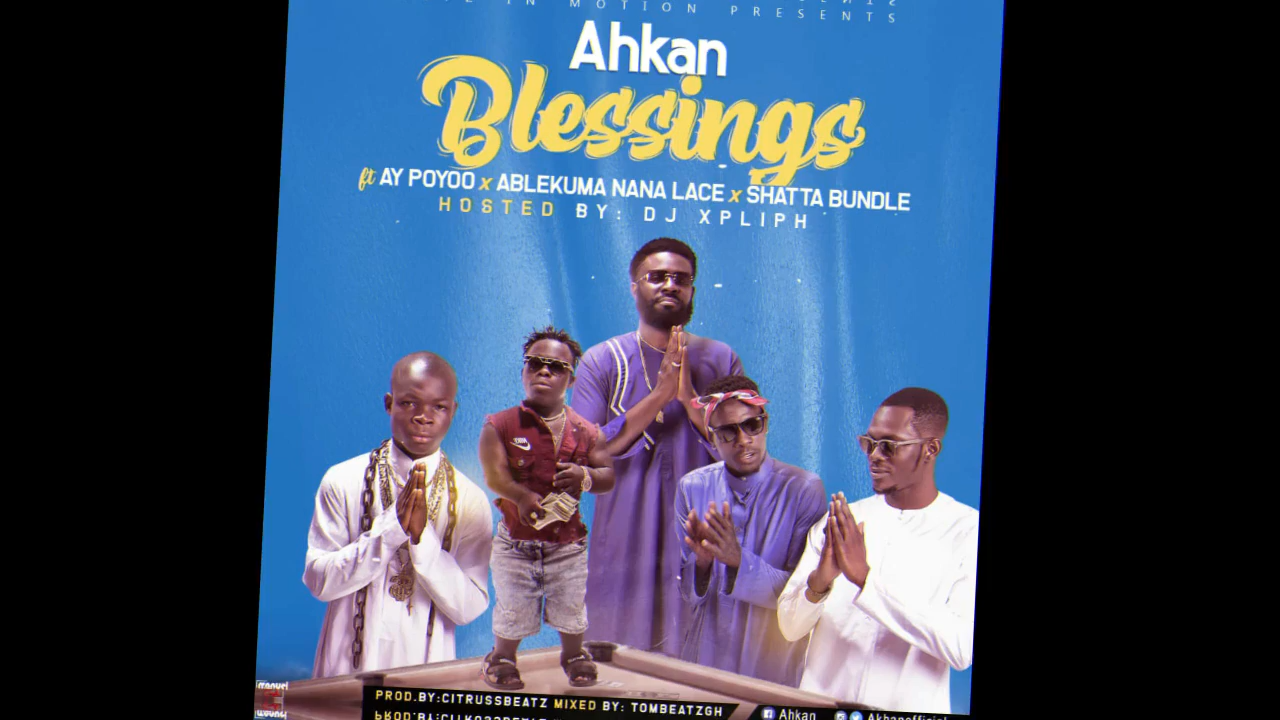 IN MOTION PRESENTS
Ahkan
Blessings
ft AY POYOO x ABLEKUMA NANA LACE x SHATTA BUNDLE
HOSTED BY: DJ XPLIPH
PROD.BY:CITRUSSBEATZ MIXED BY: TOMBEATZGH
Ahkan